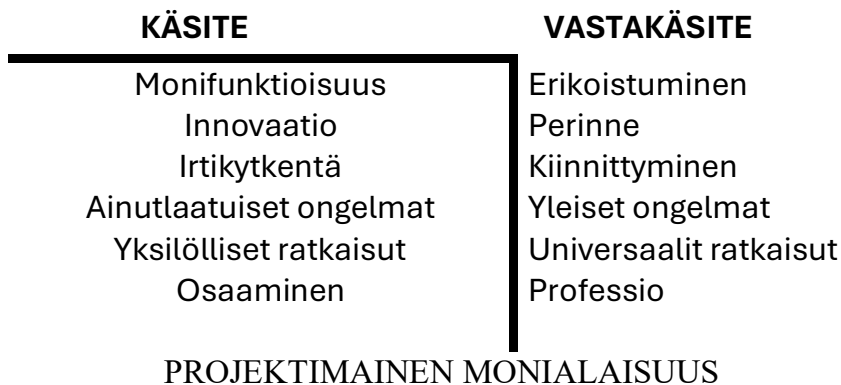 KÄSITE VASTAKÄSITE
Monifunktioisuus Erikoistuminen
Innovaatio Perinne
Irtikytkentä Kiinnittyminen
Ainutlaatuiset ongelmat Yleiset ongelmat
Yksilölliset ratkaisut Universaalit ratkaisut
Osaaminen Professio
PROJEKTIMAINEN MONIALAISUUS